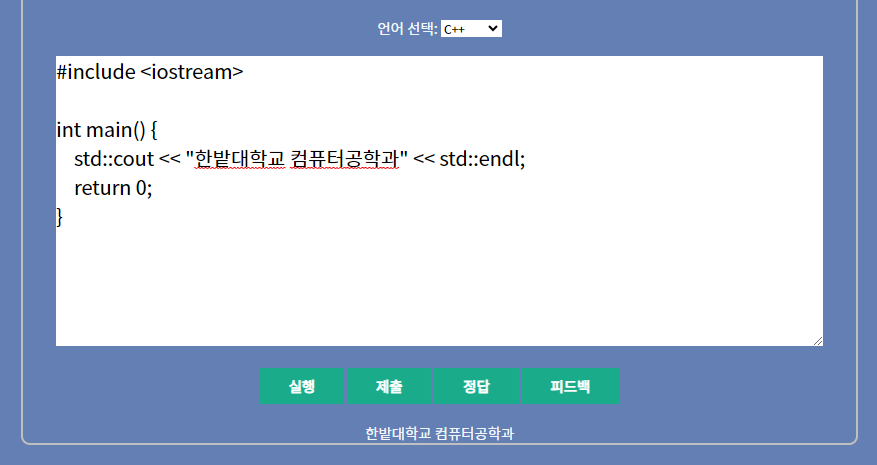 언어 선택: C++
#include <iostream>
int main() {
std::cout << "한밭대학교 컴퓨터공학과" << std::endl;
return 0;
}
실행 제출 정답 피드백
한밭대학교 컴퓨터공학과